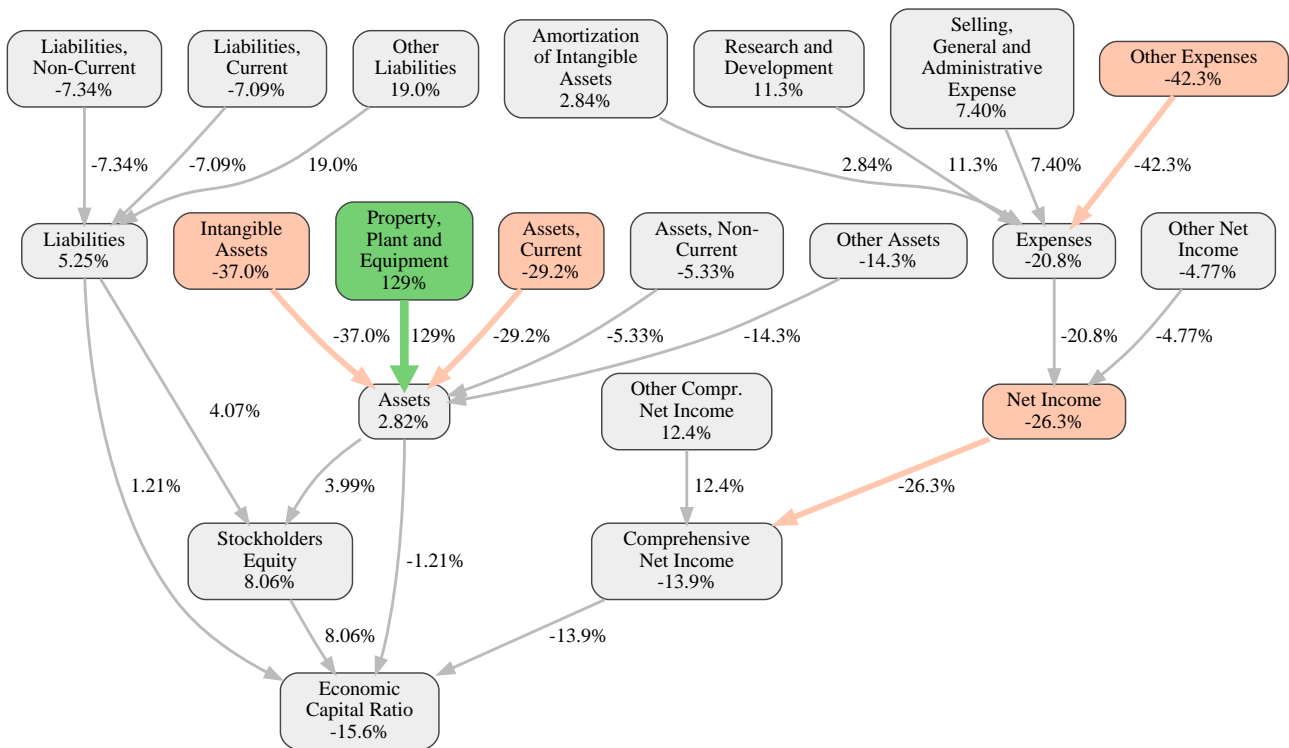 Liabilities,
Non-Current
-7.34%
Liabilities,
Current
-7.09%
Other
Liabilities
19.0%
Amortization
of Intangible
Assets
2.84%
Research and
Development
11.3%
Selling,
General and
Administrative
Expense
7.40%
Other Expenses
-42.3%
-7.34%
-7.09%
19.0%
2.84%
11.3%
7.40%
-42.3%
Liabilities
5.25%
Intangible
Assets
-37.0%
Property,
Plant and
Equipment
129%
Assets,
Current
-29.2%
Assets, Non-
Current
-5.33%
Other Assets
-14.3%
Expenses
-20.8%
Other Net
Income
-4.77%
-37.0%
129%
-29.2%
-5.33%
-14.3%
-20.8%
-4.77%
Assets
2.82%
Other Compr.
Net Income
12.4%
Net Income
-26.3%
4.07%
1.21%
3.99%
12.4%
-26.3%
Stockholders
Equity
8.06%
-1.21%
Comprehensive
Net Income
-13.9%
8.06%
-13.9%
Economic
Capital Ratio
-15.6%